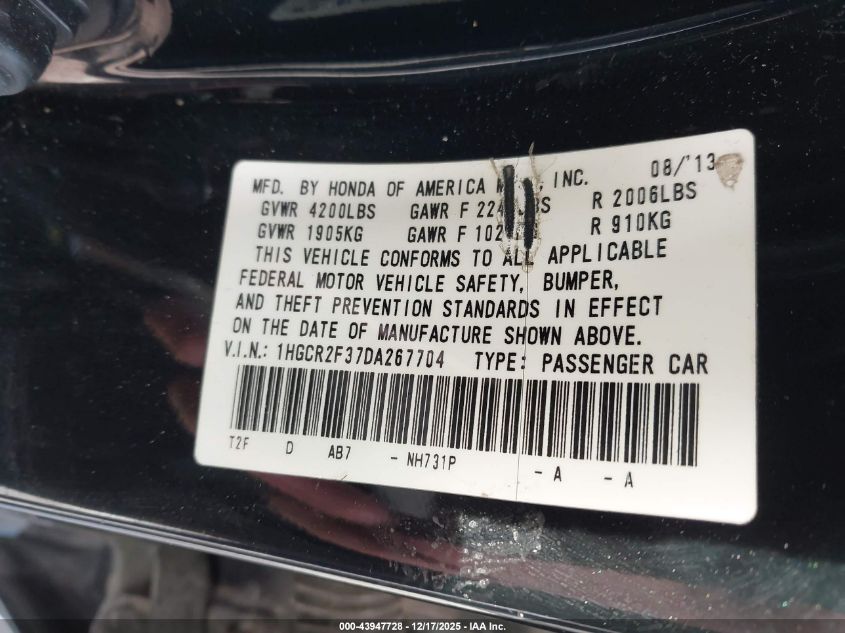 08/'13
MFD. BY HONDA OF AMERICA INC.
GVWR 4200LBS GAWR F R 2006LBS
GVWR 1905KG GAWR F R 910KG
THIS VEHICLE CONFORMS TO ALL APPLICABLE
FEDERAL MOTOR VEHICLE SAFETY, BUMPER,
AND THEFT PREVENTION STANDARDS IN EFFECT
ON THE DATE OF MANUFACTURE SHOWN ABOVE.
V.I.N.: 1HGCR2F37DA267704 TYPE: PASSENGER CAR
T2F D AB7 - NH731P - A - A
000-43947728 - 12/17/2025 - IAA Inc.